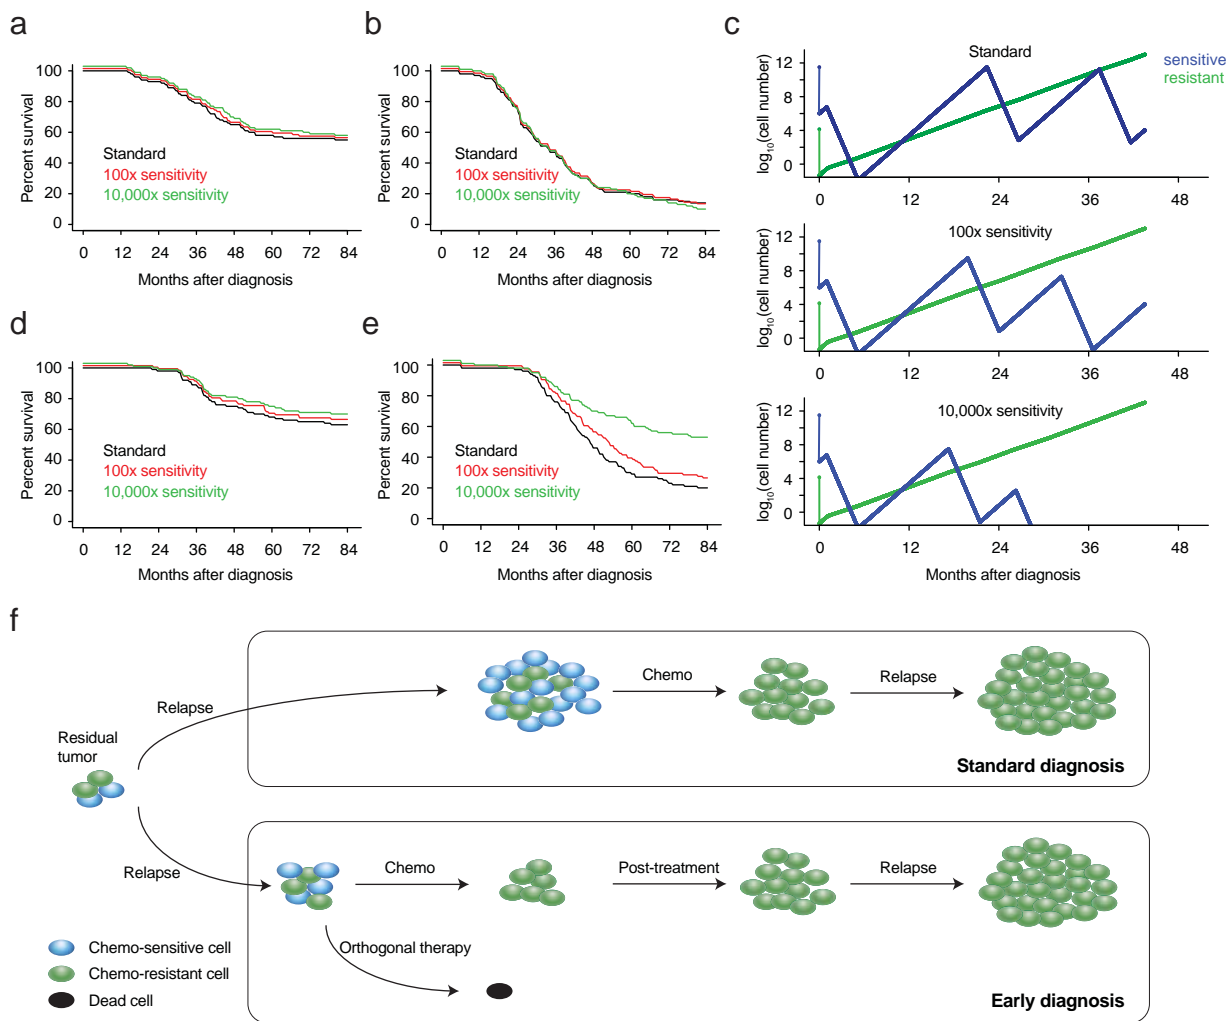 a
100
80
60
40
20
0
Percent survival
Standard
100x sensitivity
10,000x sensitivity
0 12 24 36 48 60 72 84
Months after diagnosis
b
100
80
60
40
20
0
Percent survival
Standard
100x sensitivity
10,000x sensitivity
0 12 24 36 48 60 72 84
Months after diagnosis
c
Standard
sensitive
resistant
12
8
4
0
log10(cell number)
0 12 24 36 48
100x sensitivity
12
8
4
0
log10(cell number)
0 12 24 36 48
10,000x sensitivity
12
8
4
0
log10(cell number)
0 12 24 36 48
Months after diagnosis
d
100
80
60
40
20
0
Percent survival
Standard
100x sensitivity
10,000x sensitivity
0 12 24 36 48 60 72 84
Months after diagnosis
e
100
80
60
40
20
0
Percent survival
Standard
100x sensitivity
10,000x sensitivity
0 12 24 36 48 60 72 84
Months after diagnosis
f
Residual
tumor
Relapse
Chemo
Relapse
Standard diagnosis
Relapse
Chemo
Post-treatment
Relapse
Orthogonal therapy
Early diagnosis
Chemo-sensitive cell
Chemo-resistant cell
Dead cell